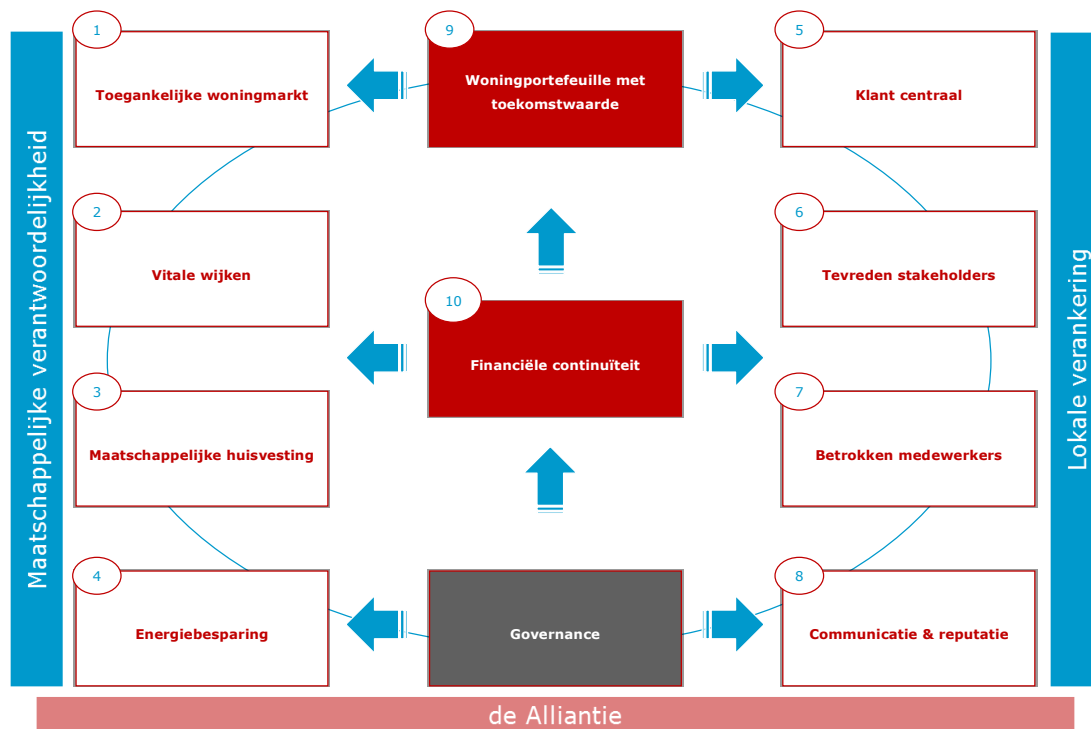 Maatschappelijke verantwoordelijkheid
1
Toegankelijke woningmarkt
2
Vitale wijken
3
Maatschappelijke huisvesting
4
Energiebesparing
9
Woningportefeuille met
toekomstwaarde
10
Financiële continuïteit
Governance
5
Klant centraal
6
Tevreden stakeholders
7
Betrokken medewerkers
8
Communicatie & reputatie
Lokale verankering
de Alliantie